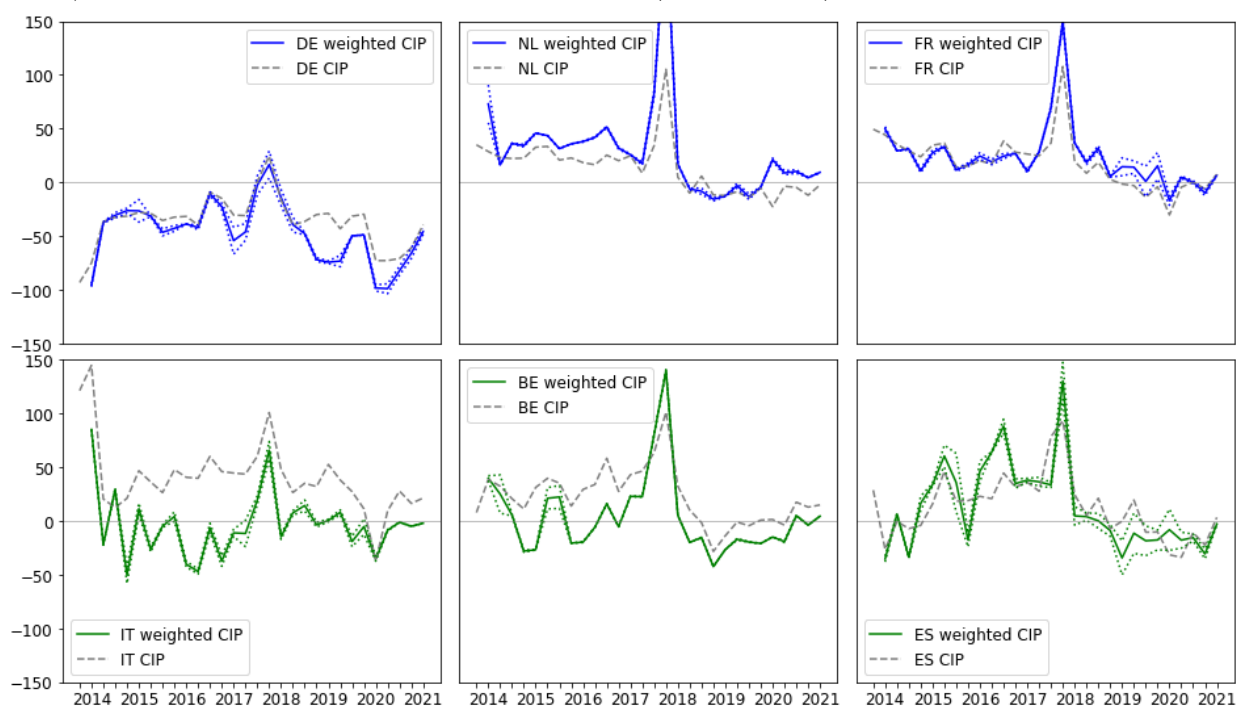 150
100
50
0
−50
−100
−150
DE weighted CIP
DE CIP
NL weighted CIP
NL CIP
FR weighted CIP
FR CIP
150
100
50
0
−50
−100
−150
IT weighted CIP
IT CIP
BE weighted CIP
BE CIP
ES weighted CIP
ES CIP
2014 2015 2016 2017 2018 2019 2020 2021
2014 2015 2016 2017 2018 2019 2020 2021
2014 2015 2016 2017 2018 2019 2020 2021